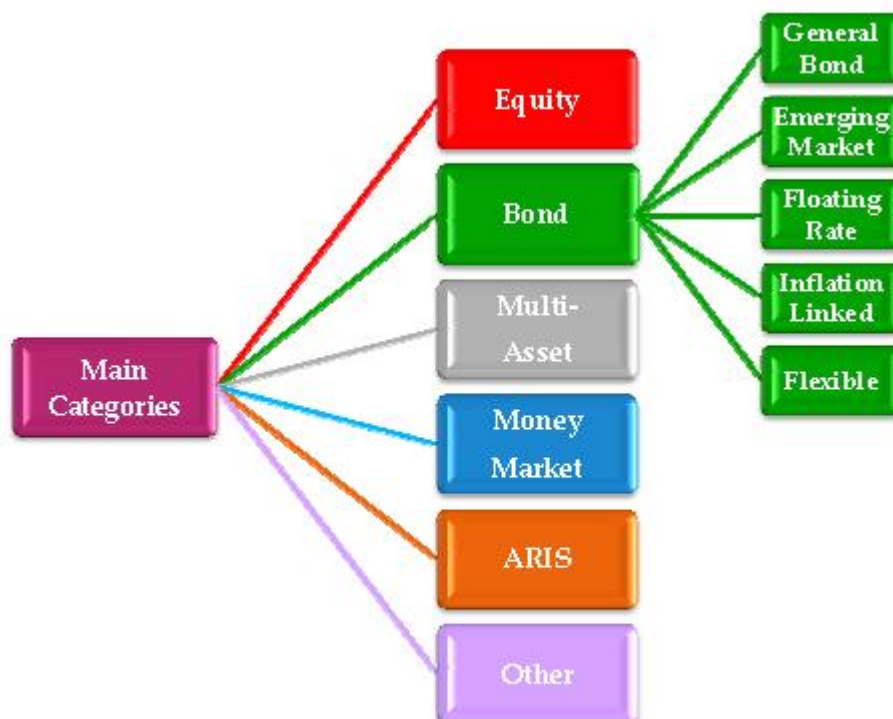 Main
Categories
Equity
Bond
Multi-
Asset
Money
Market
ARIS
Other
General
Bond
Emerging
Market
Floating
Rate
Inflation
Linked
Flexible